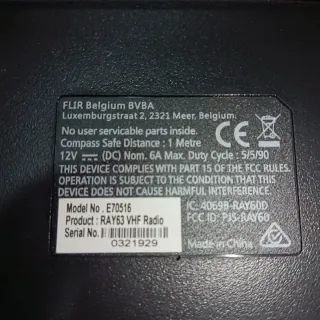 FLIR Belgium BVBA
Luxemburgstraat 2, 2321 Meer, Belgium.
No user servicable parts inside.
Compass Safe Distance : 1 Metre
12V (DC) Nom. 6A Max. Duty Cycle : 5/5/90
THIS DEVICE COMPLIES WITH PART 15 OF THE FCC RULES.
OPERATION IS SUBJECT TO THE CONDITION THAT THIS
DEVICE DOES NOT CAUSE HARMFUL INTERFERENCE
Model No . E70516
Product : RAY63 VHF Radio
Serial No.
0321929
IC: 4069B-RAY60D
FCC ID: PJ5-RAY60
Made in China
CE